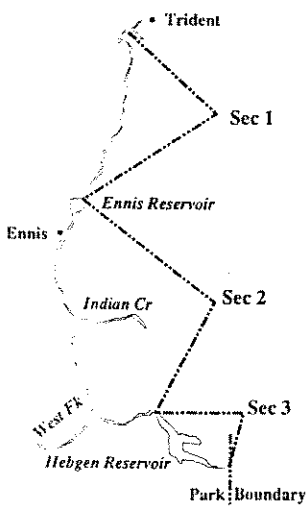 Trident
Sec 1
Ennis Reservoir
Ennis
Sec 2
Indian Cr
West Fk
Sec 3
Hebgen Reservoir
Park Boundary